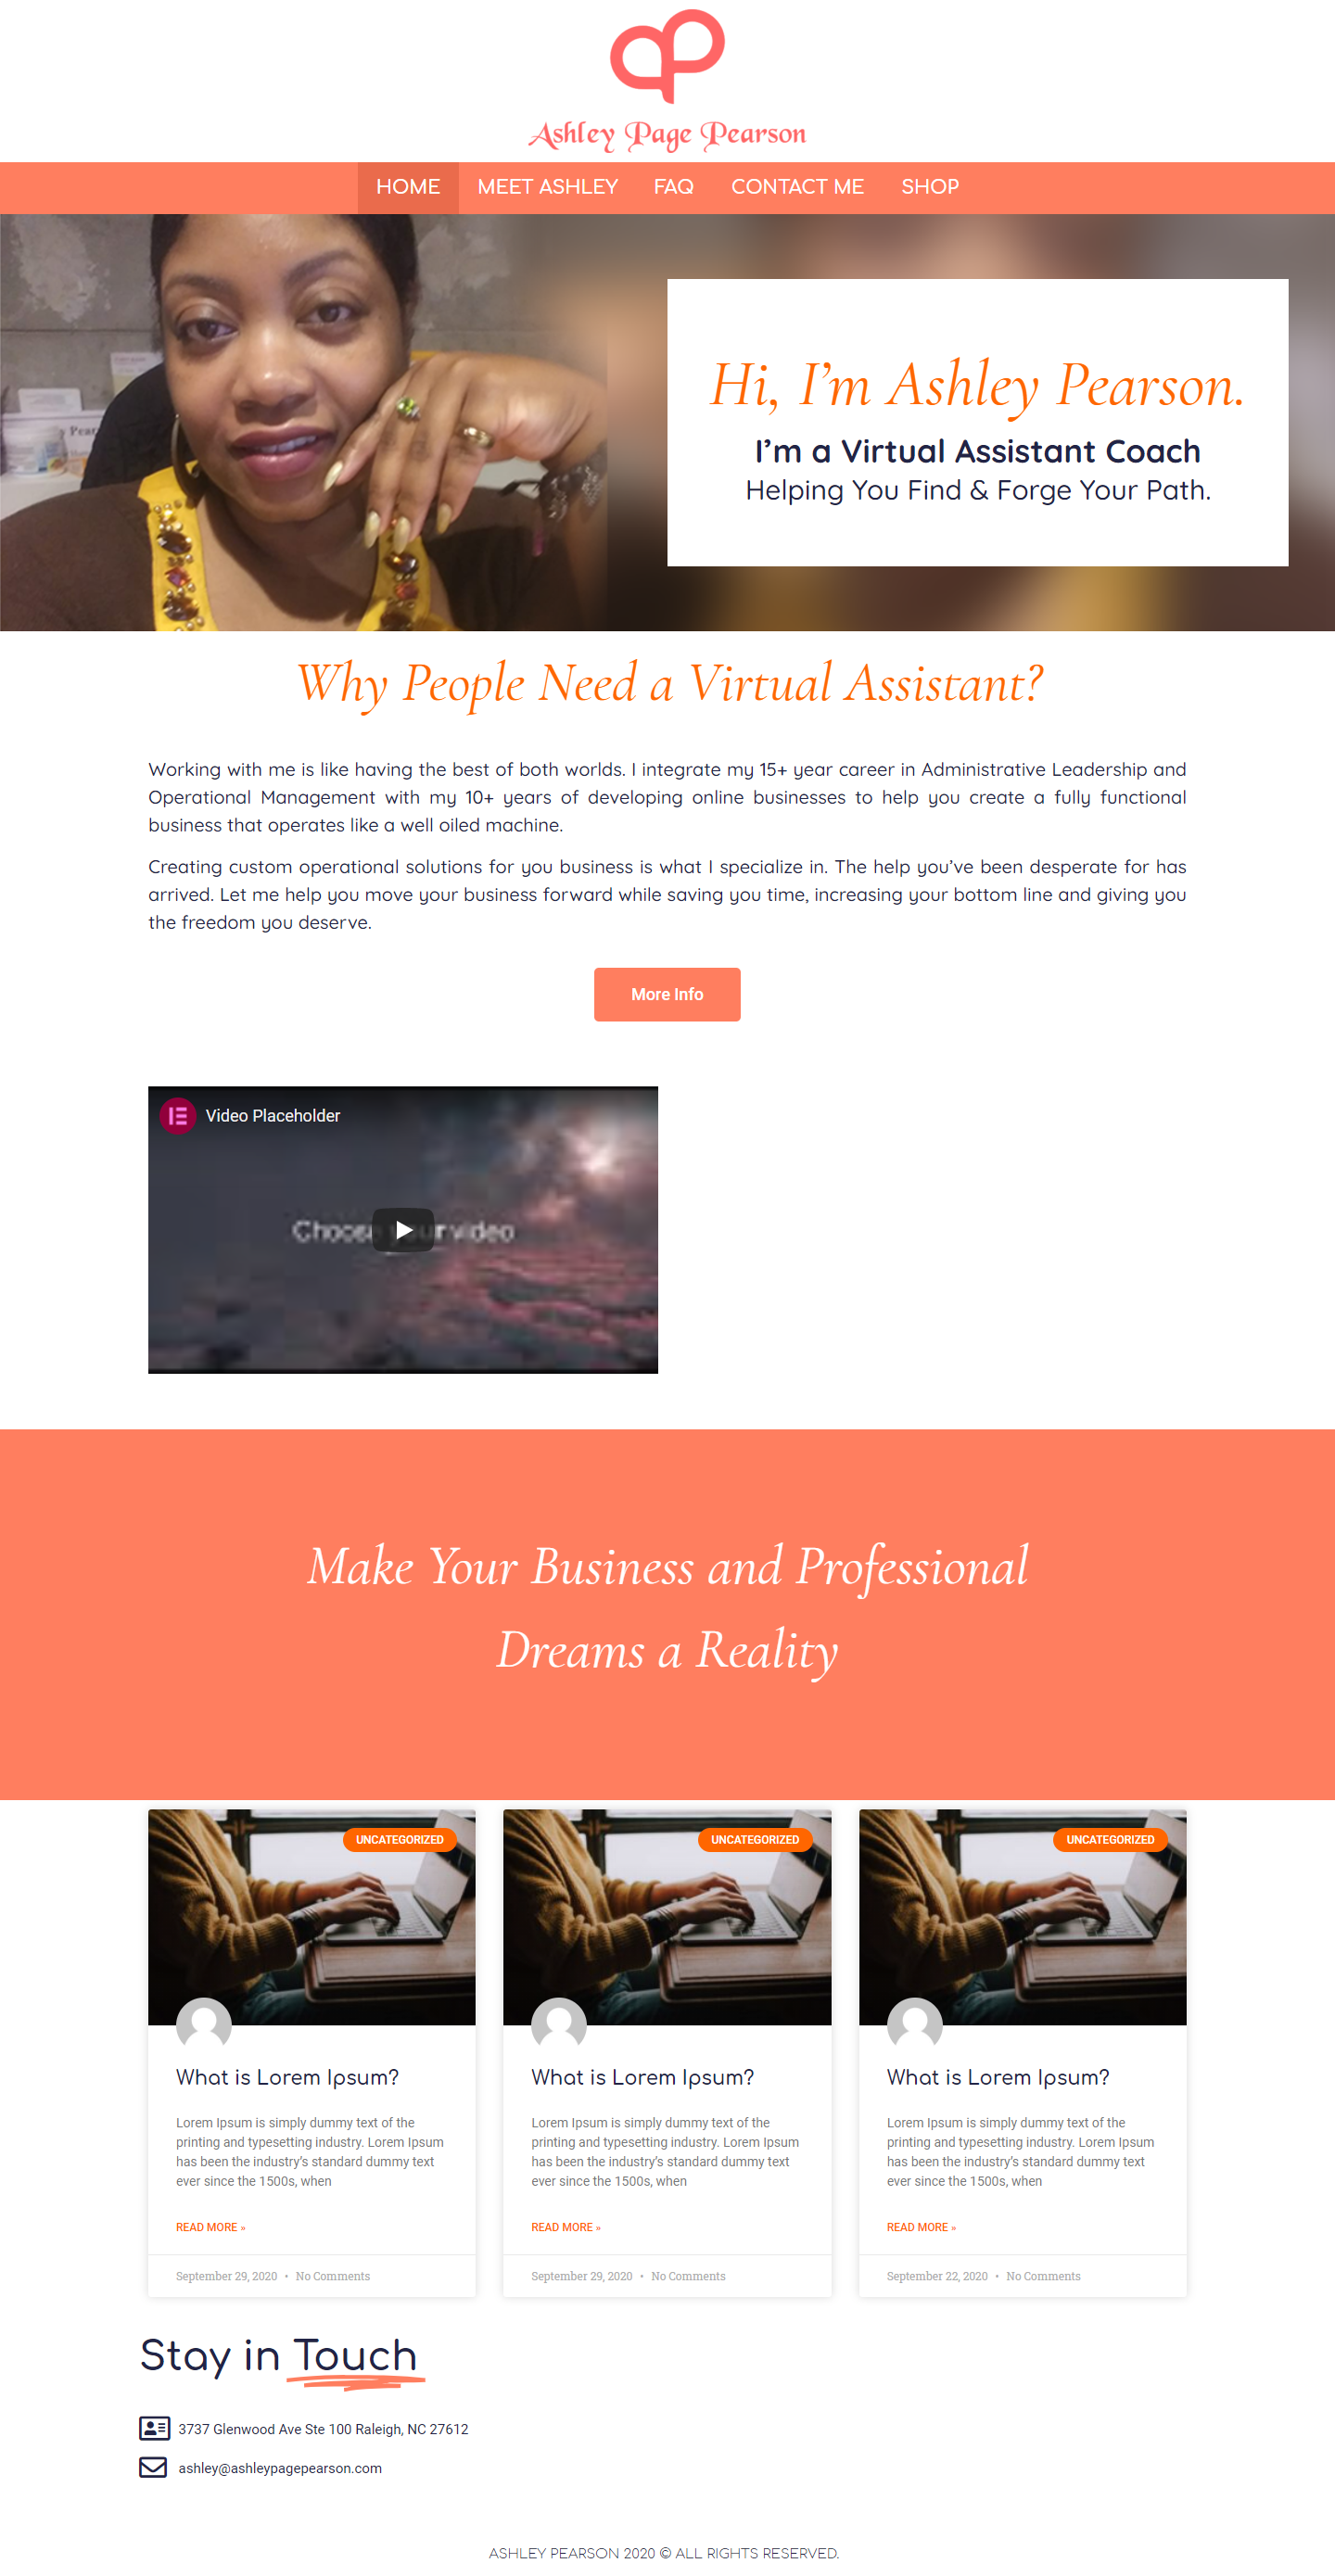 Ashley Page Pearson
HOME MEET ASHLEY FAQ CONTACT ME SHOP
Hi, I’m Ashley Pearson.
I’m a Virtual Assistant Coach
Helping You Find & Forge Your Path.
Why People Need a Virtual Assistant?
Working with me is like having the best of both worlds. I integrate my 15+ year career in Administrative Leadership and
Operational Management with my 10+ years of developing online businesses to help you create a fully functional
business that operates like a well oiled machine.
Creating custom operational solutions for you business is what I specialize in. The help you’ve been desperate for has
arrived. Let me help you move your business forward while saving you time, increasing your bottom line and giving you
the freedom you deserve.
More Info
Video Placeholder
Choose your video
Make Your Business and Professional
Dreams a Reality
UNCATEGORIZED
What is Lorem Ipsum?
Lorem Ipsum is simply dummy text of the
printing and typesetting industry. Lorem Ipsum
has been the industry’s standard dummy text
ever since the 1500s, when
READ MORE »
September 29, 2020 • No Comments
UNCATEGORIZED
What is Lorem Ipsum?
Lorem Ipsum is simply dummy text of the
printing and typesetting industry. Lorem Ipsum
has been the industry’s standard dummy text
ever since the 1500s, when
READ MORE »
September 29, 2020 • No Comments
UNCATEGORIZED
What is Lorem Ipsum?
Lorem Ipsum is simply dummy text of the
printing and typesetting industry. Lorem Ipsum
has been the industry’s standard dummy text
ever since the 1500s, when
READ MORE »
September 22, 2020 • No Comments
Stay in Touch
3737 Glenwood Ave Ste 100 Raleigh, NC 27612
ashley@ashleypagepearson.com
ASHLEY PEARSON 2020 © ALL RIGHTS RESERVED.